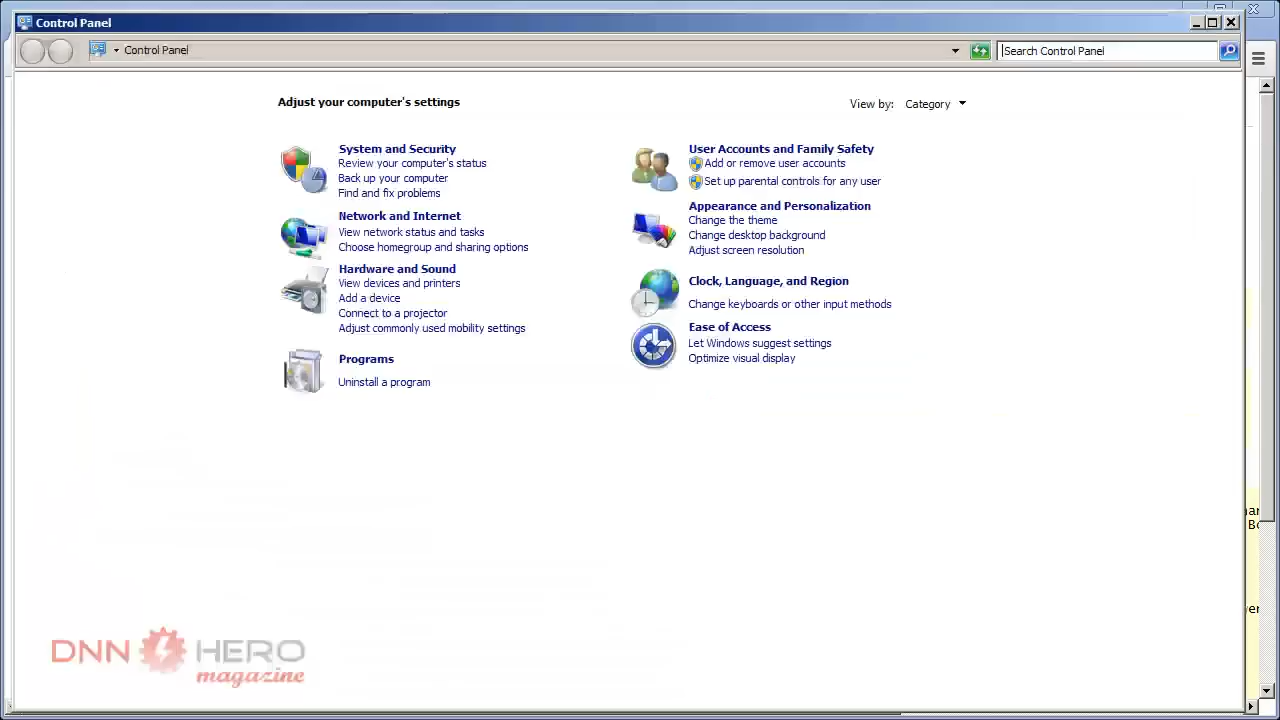 Control Panel
Control Panel
Search Control Panel
Adjust your computer's settings
View by: Category
System and Security
Review your computer's status
Back up your computer
Find and fix problems
Network and Internet
View network status and tasks
Choose homegroup and sharing options
Hardware and Sound
View devices and printers
Add a device
Connect to a projector
Adjust commonly used mobility settings
Programs
Uninstall a program
User Accounts and Family Safety
Add or remove user accounts
Set up parental controls for any user
Appearance and Personalization
Change the theme
Change desktop background
Adjust screen resolution
Clock, Language, and Region
Change keyboards or other input methods
Ease of Access
Let Windows suggest settings
Optimize visual display
DNN HERO
magazine